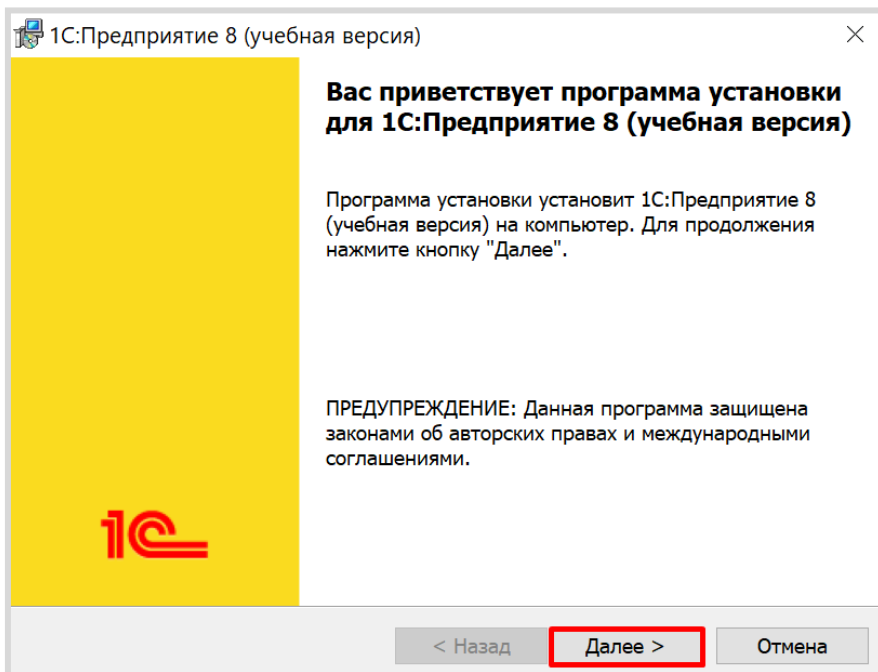 1С:Предприятие 8 (учебная версия)
Вас приветствует программа установки
для 1С:Предприятие 8 (учебная версия)
Программа установки установит 1С:Предприятие 8
(учебная версия) на компьютер. Для продолжения
нажмите кнопку "Далее".
ПРЕДУПРЕЖДЕНИЕ: Данная программа защищена
законами об авторских правах и международными
соглашениями.
1С
< Назад
Далее >
Отмена